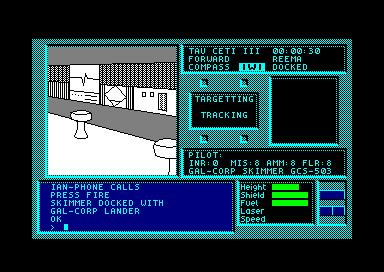 TAU CETI III 00:00:30
FORWARD REEMA
COMPASS IWI DOCKED
TARGETTING
TRACKING
PILOT:
INR:0 MIS:8 AMM:8 FLR:8
GAL-CORP SKIMMER GCS-503
IAN-PHONE CALLS
PRESS FIRE
SKIMMER DOCKED WITH
GAL-CORP LANDER
OK
>
Height
Shield
Fuel
Laser
Speed